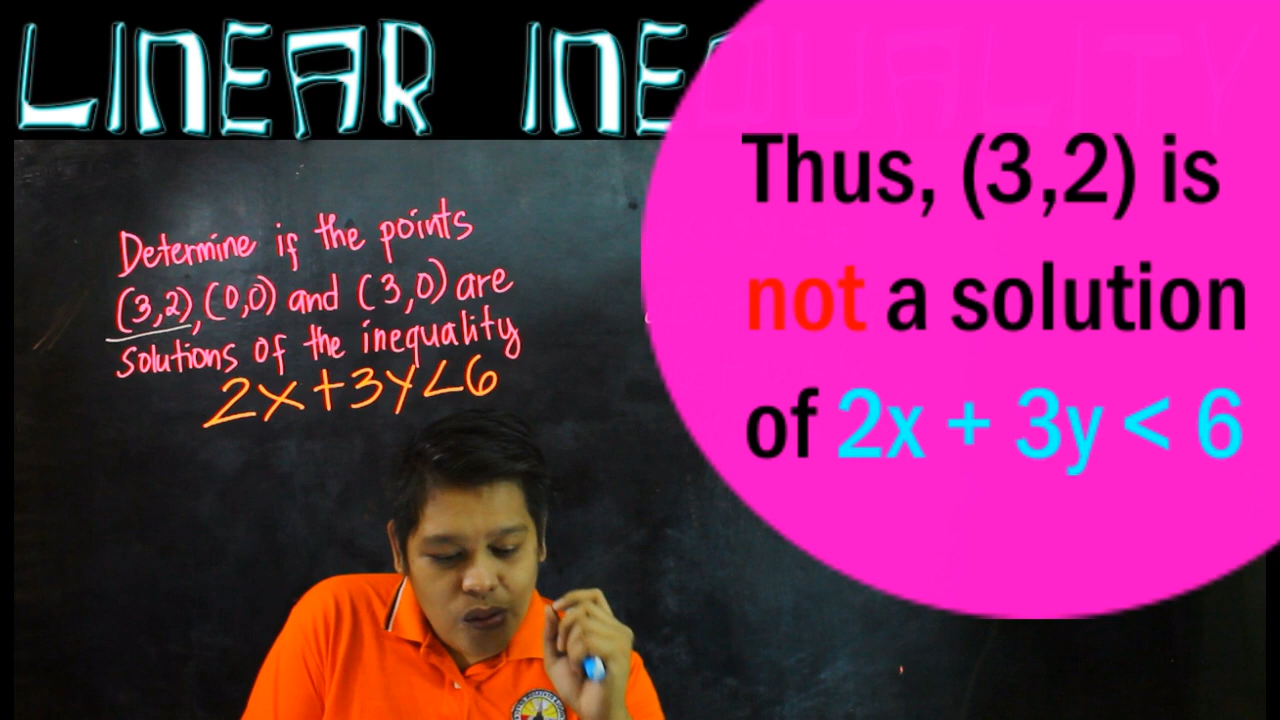 LINEAR INEQUALITY
Determine if the points
(3,2), (0,0) and (3,0) are
solutions of the inequality
2x+3y<6
Thus, (3,2) is
not a solution
of 2x + 3y < 6